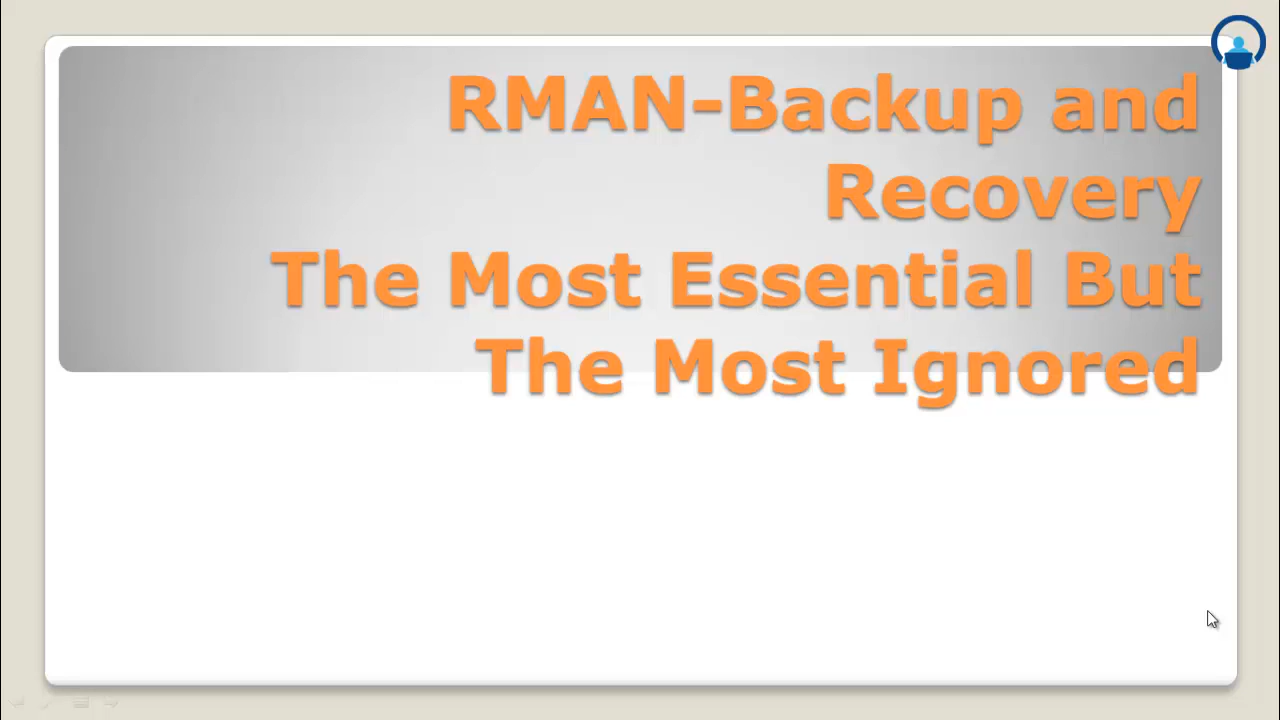 RMAN-Backup and
Recovery
The Most Essential But
The Most Ignored